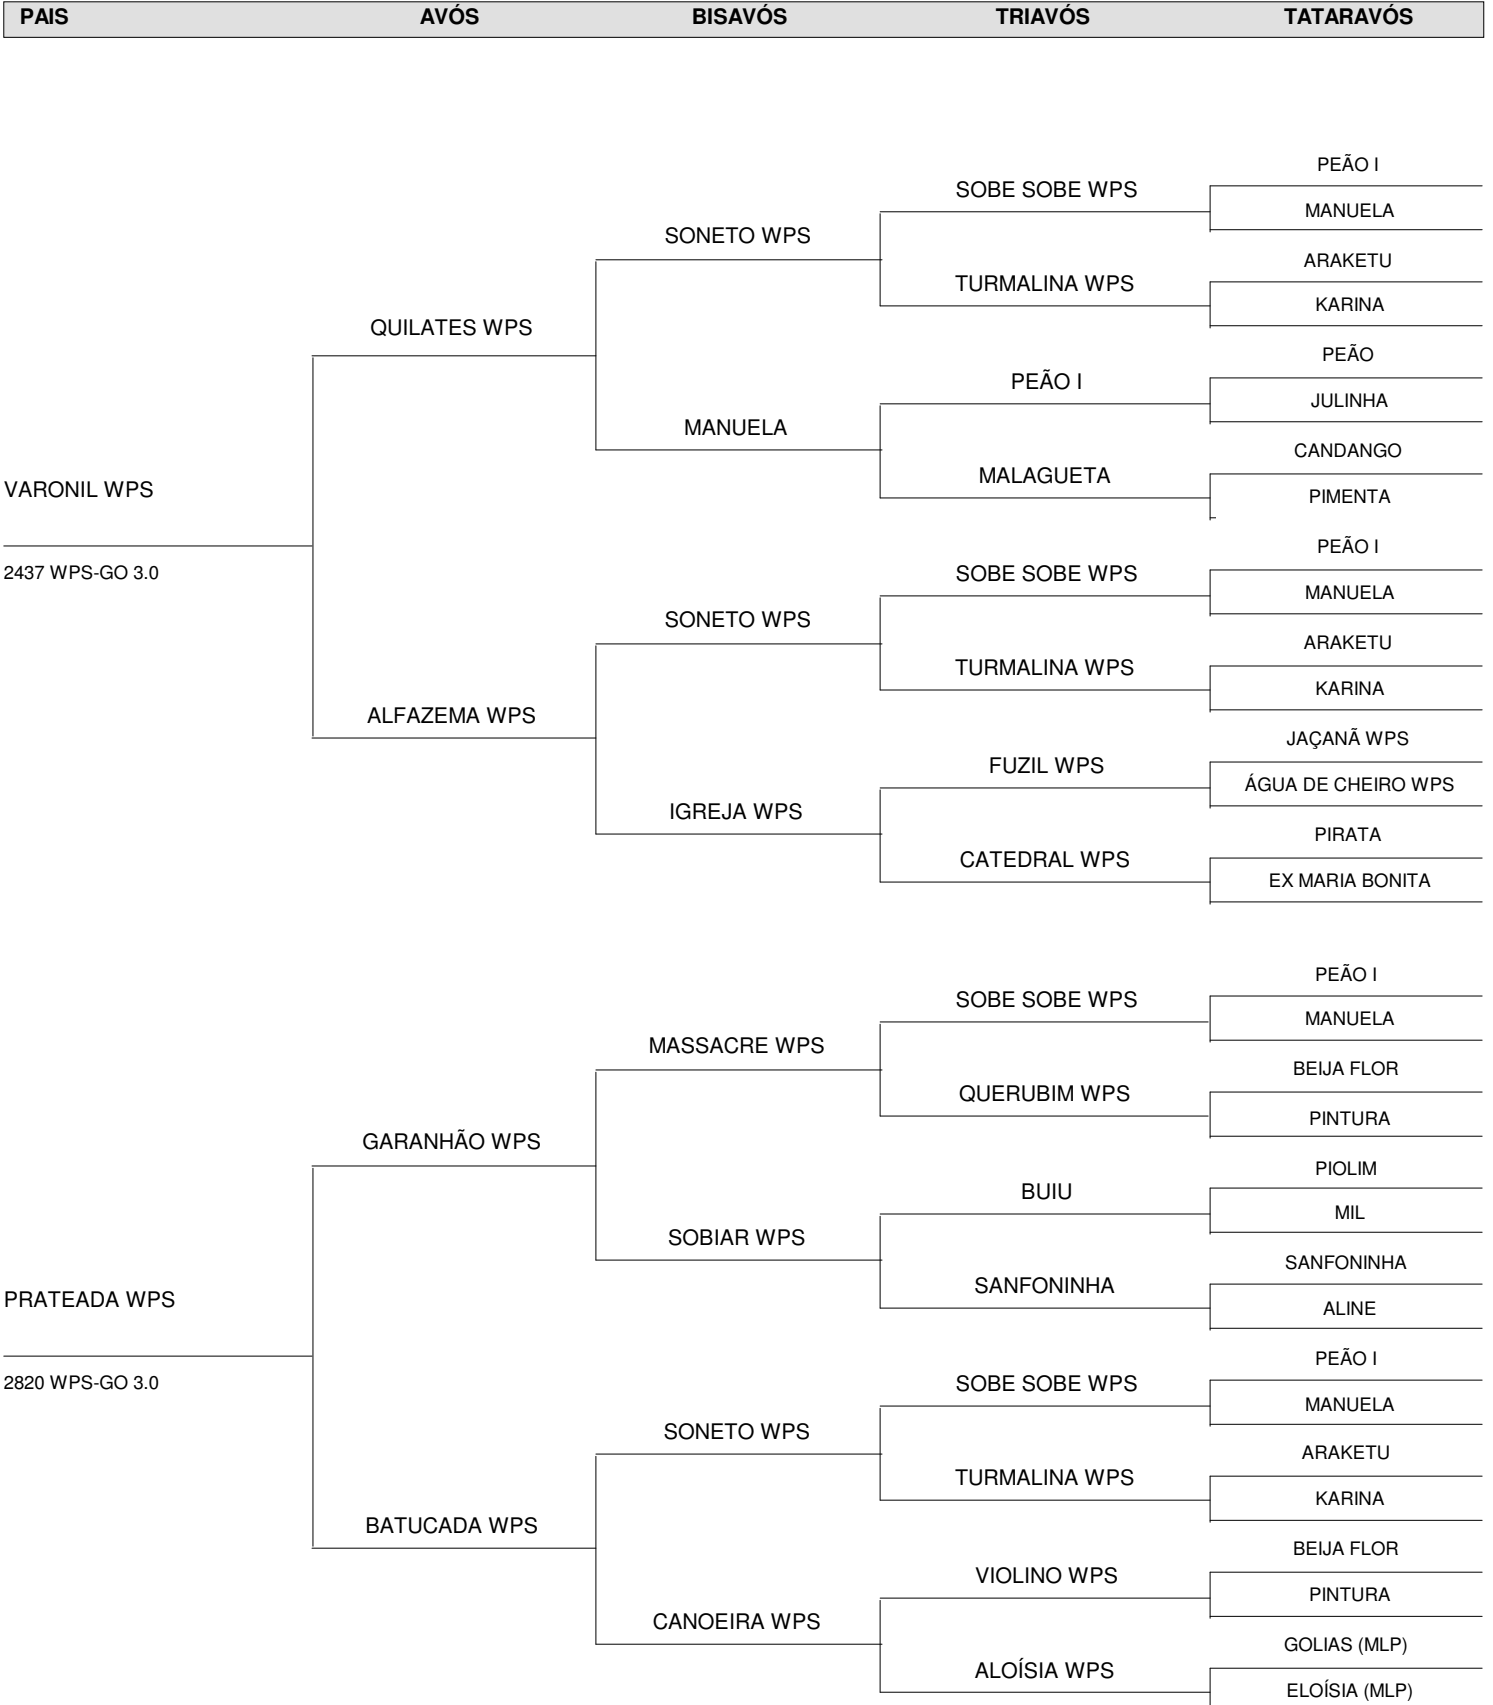 PAIS AVÓS BISAVÓS TRIAVÓS TATARAVÓS
PEÃO I
SOBE SOBE WPS
MANUELA
SONETO WPS
ARAKETU
TURMALINA WPS
KARINA
QUILATES WPS
PEÃO
PEÃO I
JULINHA
MANUELA
CANDANGO
MALAGUETA
PIMENTA
VARONIL WPS
2437 WPS-GO 3.0
PEÃO I
SOBE SOBE WPS
MANUELA
SONETO WPS
ARAKETU
TURMALINA WPS
KARINA
ALFAZEMA WPS
JAÇANÃ WPS
FUZIL WPS
ÁGUA DE CHEIRO WPS
IGREJA WPS
PIRATA
CATEDRAL WPS
EX MARIA BONITA
PEÃO I
SOBE SOBE WPS
MANUELA
MASSACRE WPS
BEIJA FLOR
QUERUBIM WPS
PINTURA
GARANHÃO WPS
PIOLIM
BUIU
MIL
SOBIAR WPS
SANFONINHA
SANFONINHA
ALINE
PRATEADA WPS
2820 WPS-GO 3.0
PEÃO I
SOBE SOBE WPS
MANUELA
SONETO WPS
ARAKETU
TURMALINA WPS
KARINA
BATUCADA WPS
BEIJA FLOR
VIOLINO WPS
PINTURA
CANOEIRA WPS
GOLIAS (MLP)
ALOÍSIA WPS
ELOÍSIA (MLP)